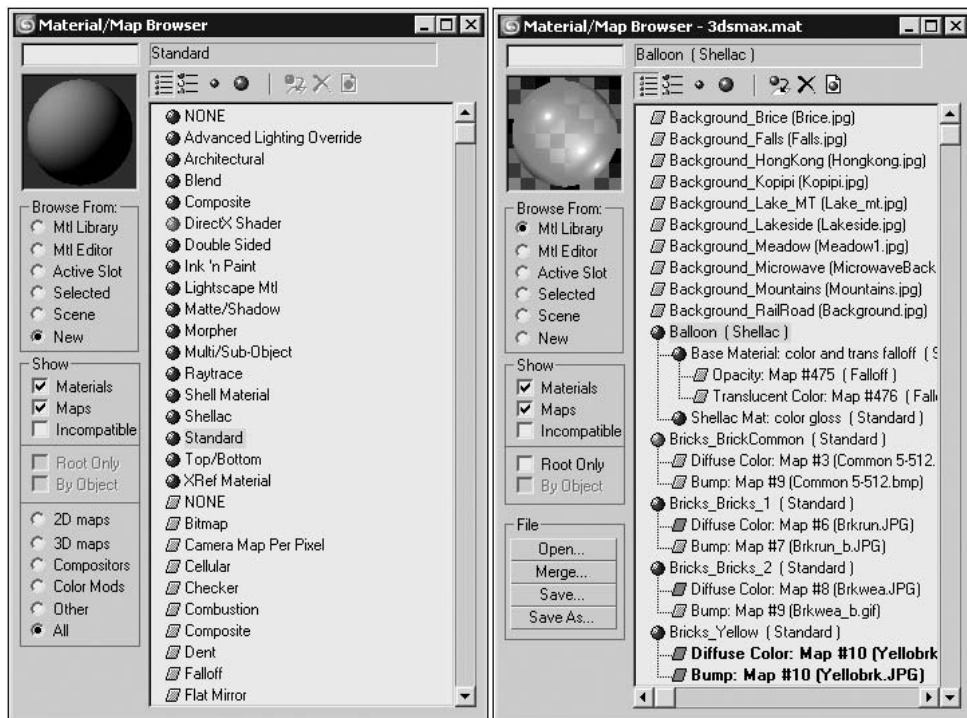 Material/Map Browser
Standard
NONE
Advanced Lighting Override
Architectural
Blend
Composite
DirectX Shader
Double Sided
Ink 'n Paint
Lightscape Mtl
Matte/Shadow
Morpher
Multi/Sub-Object
Raytrace
Shell Material
Shellac
Standard
Top/Bottom
XRef Material
NONE
Bitmap
Camera Map Per Pixel
Cellular
Checker
Combustion
Composite
Dent
Falloff
Flat Mirror
Browse From:
Mtl Library
Mtl Editor
Active Slot
Selected
Scene
New
Show
Materials
Maps
Incompatible
Root Only
By Object
2D maps
3D maps
Compositors
Color Mods
Other
All
Material/Map Browser - 3dsmax.mat
Balloon ( Shellac )
Background_Brice (Brice.jpg)
Background_Falls (Falls.jpg)
Background_HongKong (Hongkong.jpg)
Background_Kopipi (Kopipi.jpg)
Background_Lake_MT (Lake_mt.jpg)
Background_Lakeside (Lakeside.jpg)
Background_Meadow (Meadow1.jpg)
Background_Microwave (MicrowaveBack
Background_Mountains (Mountains.jpg)
Background_RailRoad (Background.jpg)
Balloon ( Shellac )
Base Material: color and trans falloff ( S
Opacity: Map #475 ( Falloff )
Translucent Color: Map #476 ( Fall
Shellac Mat: color gloss ( Standard )
Bricks_BrickCommon ( Standard )
Diffuse Color: Map #3 (Common 5-512.
Bump: Map #9 (Common 5-512.bmp)
Bricks_Bricks_1 ( Standard )
Diffuse Color: Map #6 (Brkrun.JPG)
Bump: Map #7 (Brkrun_b.JPG)
Bricks_Bricks_2 ( Standard )
Diffuse Color: Map #8 (Brkwea.JPG)
Bump: Map #9 (Brkwea_b.gif)
Bricks_Yellow ( Standard )
Diffuse Color: Map #10 (Yellobrk
Bump: Map #10 (Yellobrk.JPG)
Browse From:
Mtl Library
Mtl Editor
Active Slot
Selected
Scene
New
Show
Materials
Maps
Incompatible
Root Only
By Object
File
Open...
Merge...
Save...
Save As...